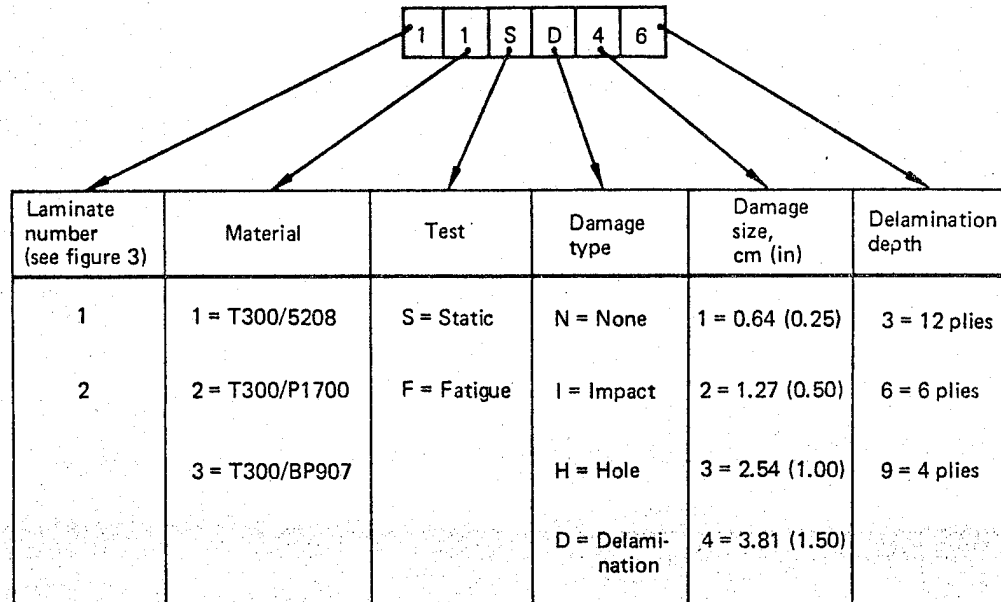 1 1 S D 4 6
Laminate
number
(see figure 3)
Material
Test
Damage
type
Damage
size,
cm (in)
Delamination
depth
1
1 = T300/5208
S = Static
N = None
1 = 0.64 (0.25)
3 = 12 plies
2
2 = T300/P1700
F = Fatigue
I = Impact
2 = 1.27 (0.50)
6 = 6 plies
3 = T300/BP907
H = Hole
3 = 2.54 (1.00)
9 = 4 plies
D = Delami-
nation
4 = 3.81 (1.50)